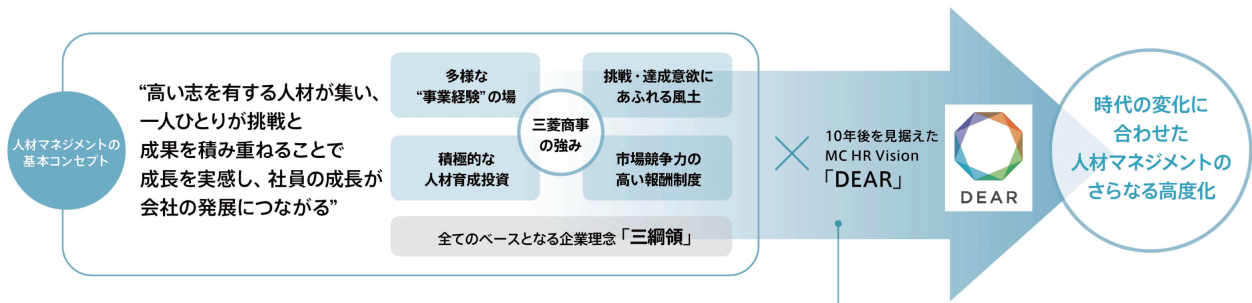 人材マネジメントの
基本コンセプト
“高い志を有する人材が集い、
一人ひとりが挑戦と
成果を積み重ねることで
成長を実感し、社員の成長が
会社の発展につながる”
多様な
“事業経験”の場
挑戦・達成意欲に
あふれる風土
三菱商事
の強み
積極的な
人材育成投資
市場競争力の
高い報酬制度
全てのベースとなる企業理念「三綱領」
×
10年後を見据えた
MC HR Vision
「DEAR」
DEAR
時代の変化に
合わせた
人材マネジメントの
さらなる高度化